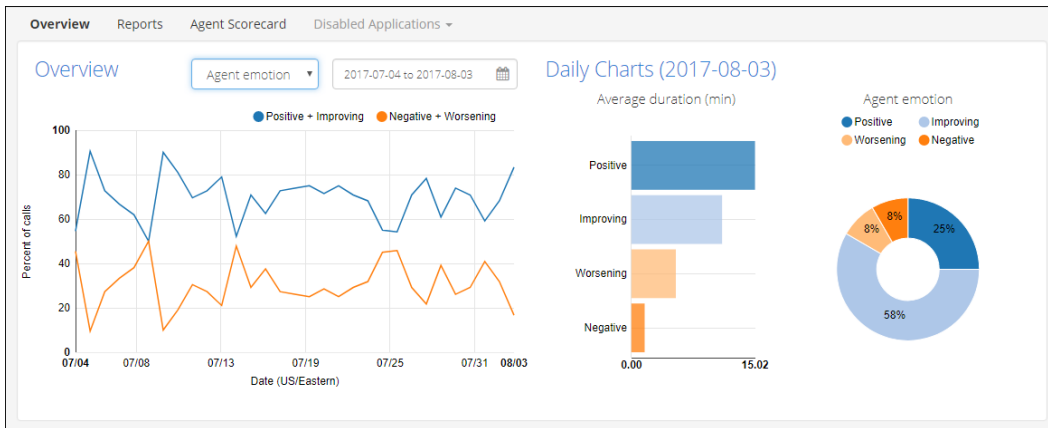 Overview Reports Agent Scorecard Disabled Applications
Overview
Agent emotion
2017-07-04 to 2017-08-03
Positive + Improving Negative + Worsening
100
80
60
40
20
0
Percent of calls
07/04 07/08 07/13 07/19 07/25 07/31 08/03
Date (US/Eastern)
Daily Charts (2017-08-03)
Average duration (min)
Positive
Improving
Worsening
Negative
0.00 15.02
Agent emotion
Positive Improving
Worsening Negative
8% 8% 25%
58%